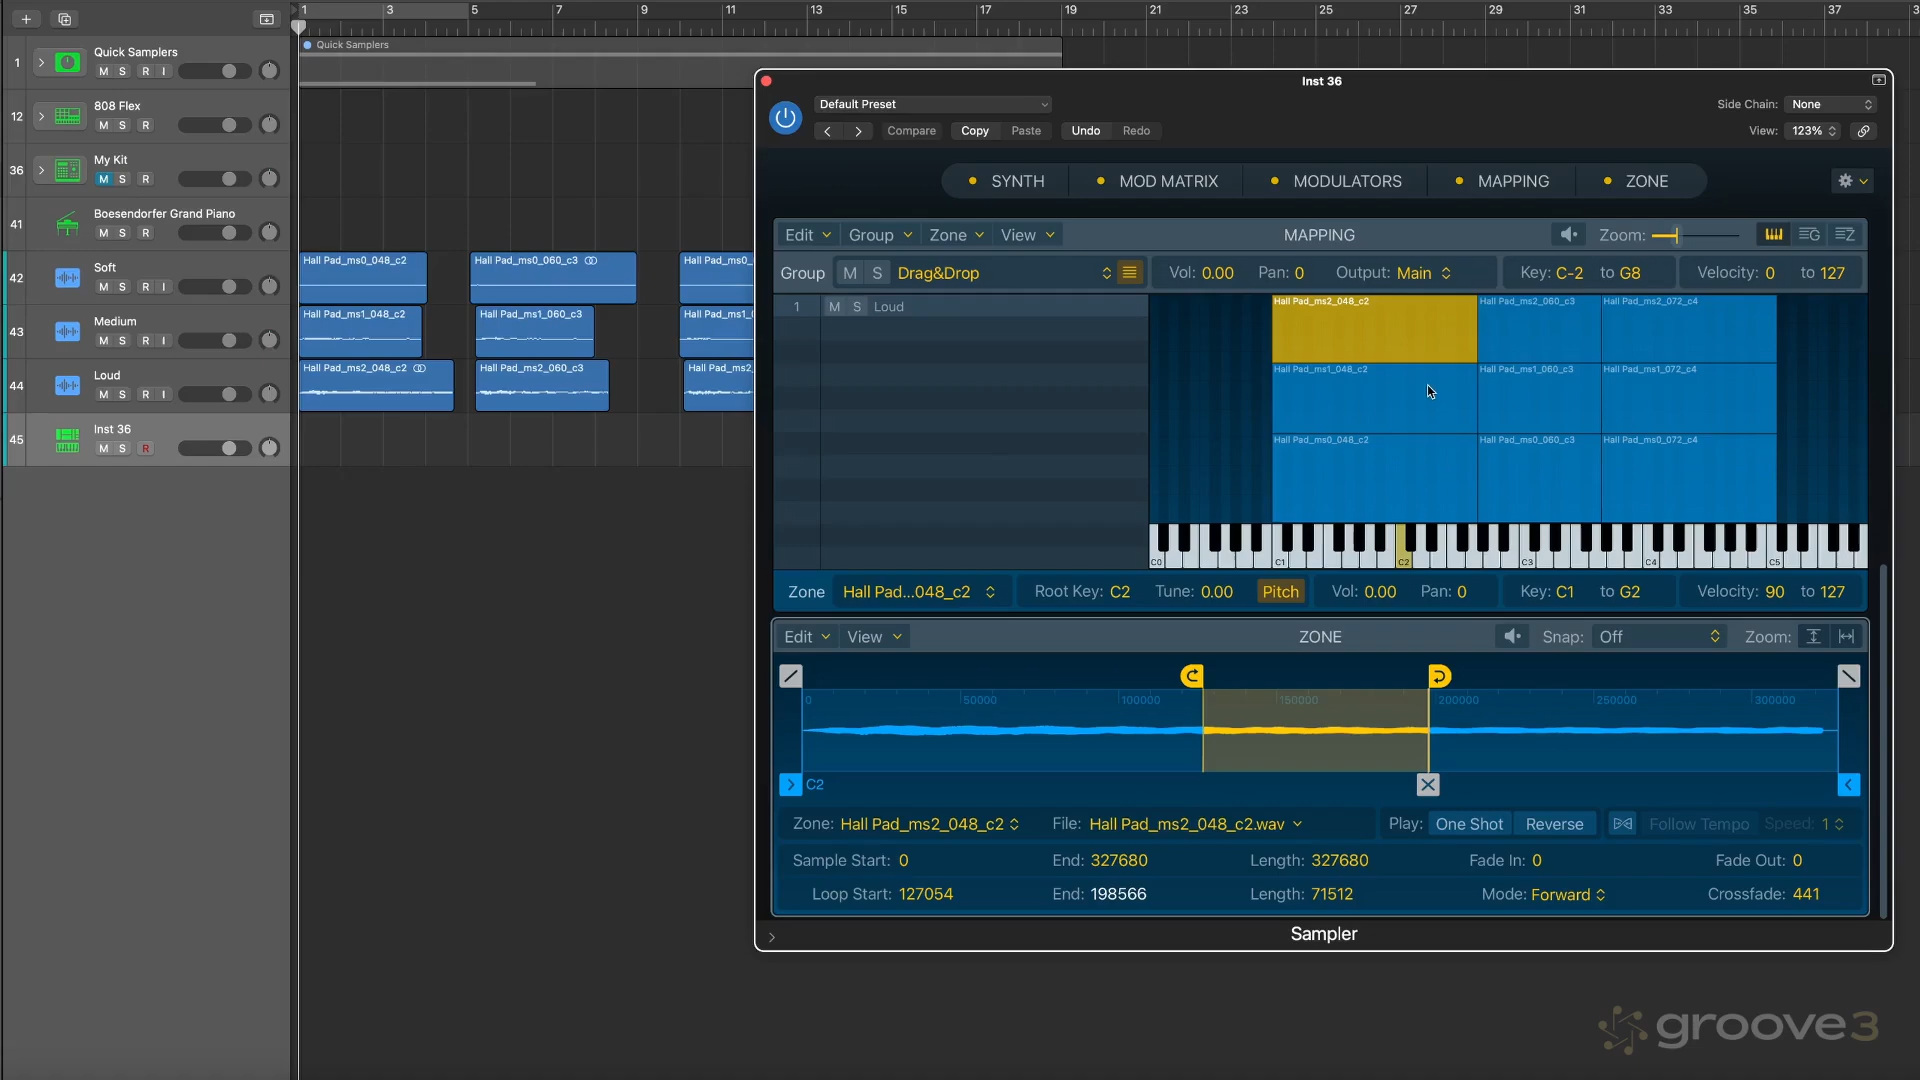 1 3 5 7 9 11 13 15 17 19 21 23 25 27 29 31 33 35 37
1 Quick Samplers
M S R I
Quick Samplers
12 808 Flex
M S R
36 My Kit
M S R
41 Boesendorfer Grand Piano
M S R
42 Soft
M S R I
Hall Pad_ms0_048_c2
Hall Pad_ms0_060_c3
Hall Pad_ms0_
43 Medium
M S R I
Hall Pad_ms1_048_c2
Hall Pad_ms1_060_c3
Hall Pad_ms1_
44 Loud
M S R I
Hall Pad_ms2_048_c2
Hall Pad_ms2_060_c3
Hall Pad_ms2_
45 Inst 36
M S R
Inst 36
Default Preset
Side Chain: None
Compare Copy Paste Undo Redo
View: 123%
SYNTH MOD MATRIX MODULATORS MAPPING ZONE
Edit Group Zone View MAPPING Zoom:
Group M S Drag&Drop Vol: 0.00 Pan: 0 Output: Main Key: C-2 to G8 Velocity: 0 to 127
1 M S Loud
Hall Pad_ms2_048_c2 Hall Pad_ms2_060_c3 Hall Pad_ms2_072_c4
Hall Pad_ms1_048_c2 Hall Pad_ms1_060_c3 Hall Pad_ms1_072_c4
Hall Pad_ms0_048_c2 Hall Pad_ms0_060_c3 Hall Pad_ms0_072_c4
C0 C1 C2 C3 C4 C5
Zone Hall Pad...048_c2 Root Key: C2 Tune: 0.00 Pitch Vol: 0.00 Pan: 0 Key: C1 to G2 Velocity: 90 to 127
Edit View ZONE Snap: Off Zoom:
0 50000 100000 150000 200000 250000 300000
C2
Zone: Hall Pad_ms2_048_c2 File: Hall Pad_ms2_048_c2.wav Play: One Shot Reverse Follow Tempo Speed: 1
Sample Start: 0 End: 327680 Length: 327680 Fade In: 0 Fade Out: 0
Loop Start: 127054 End: 198566 Length: 71512 Mode: Forward Crossfade: 441
Sampler
groove3